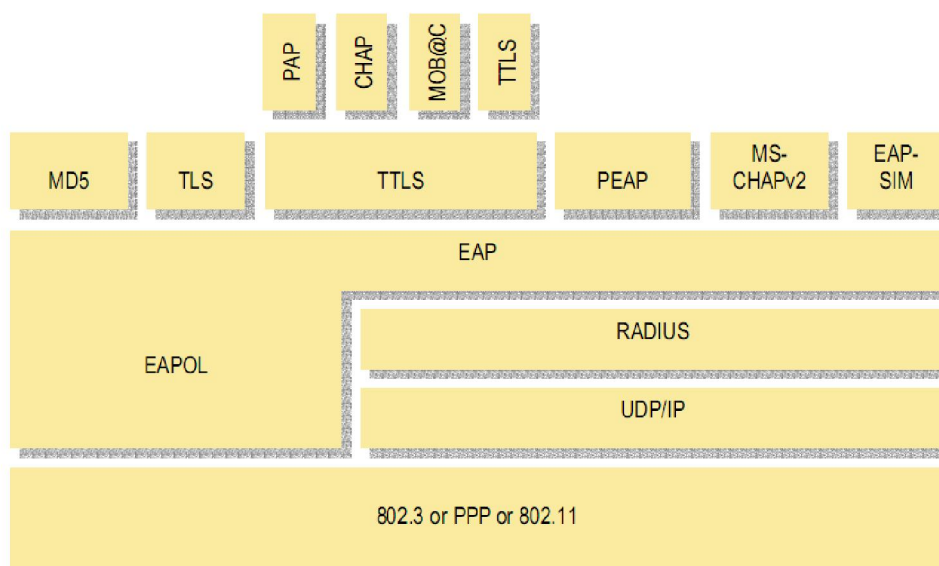 PAP
CHAP
MOB@C
TTLS
MD5
TLS
TTLS
PEAP
MS-
CHAPv2
EAP-
SIM
EAP
RADIUS
EAPOL
UDP/IP
802.3 or PPP or 802.11